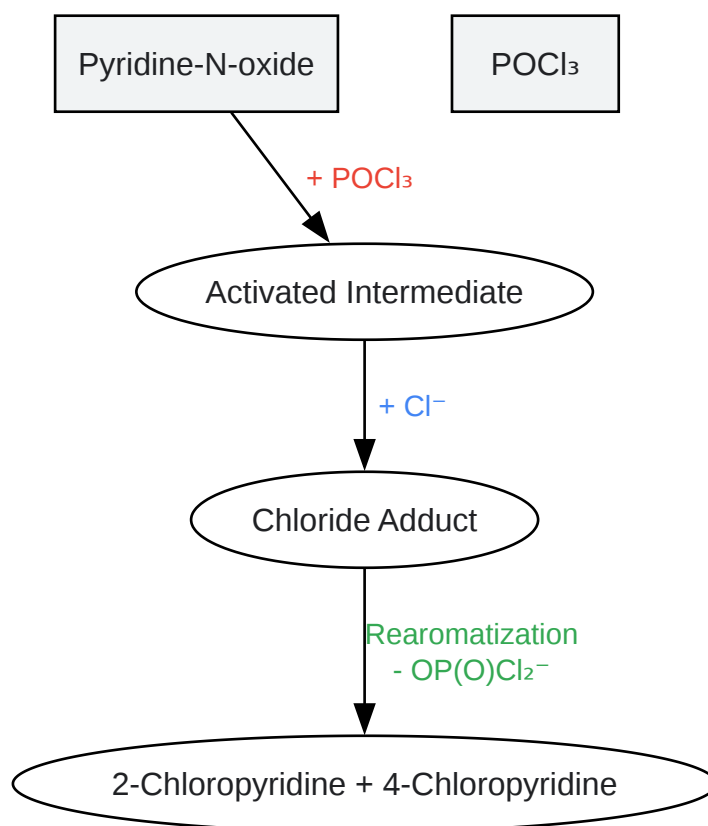 Pyridine-N-oxide
POCl₃
+ POCl₃
Activated Intermediate
+ Cl⁻
Chloride Adduct
Rearomatization
- OP(O)Cl₂⁻
2-Chloropyridine + 4-Chloropyridine